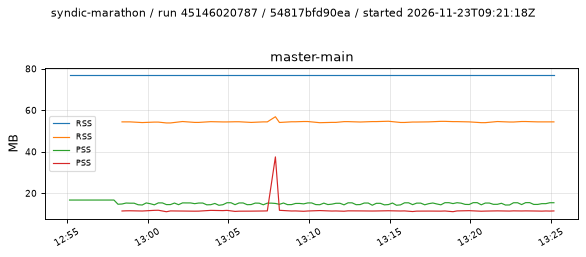 syndic-marathon / run 45146020787 / 54817bfd90ea / started 2026-11-23T09:21:18Z
master-main
80
60
40
20
MB
RSS
RSS
PSS
PSS
12:55
13:00
13:05
13:10
13:15
13:20
13:25